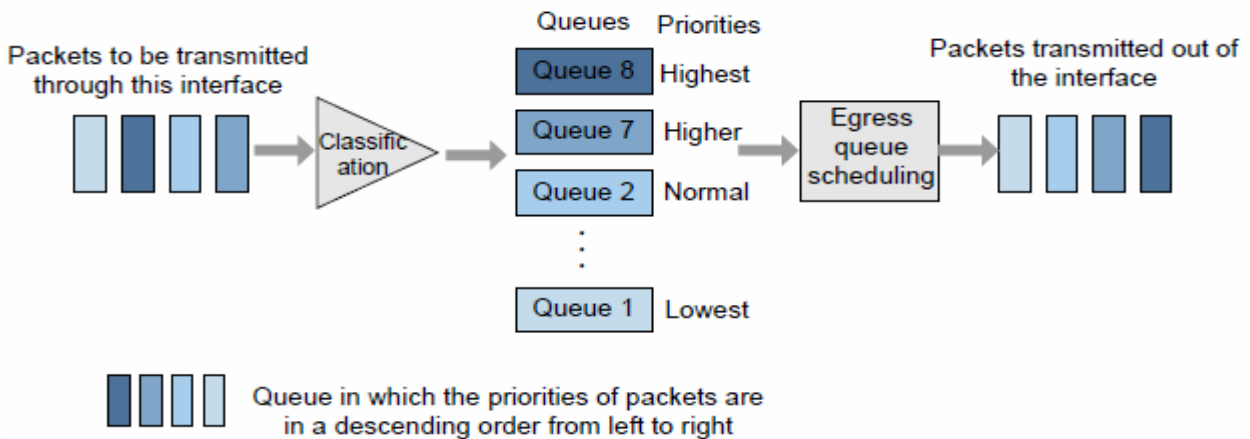 Queues Priorities
Packets to be transmitted
through this interface
Queue 8 Highest
Queue 7 Higher
Queue 2 Normal
Queue 1 Lowest
Classific
ation
Egress
queue
scheduling
Packets transmitted out of
the interface
Queue in which the priorities of packets are
in a descending order from left to right